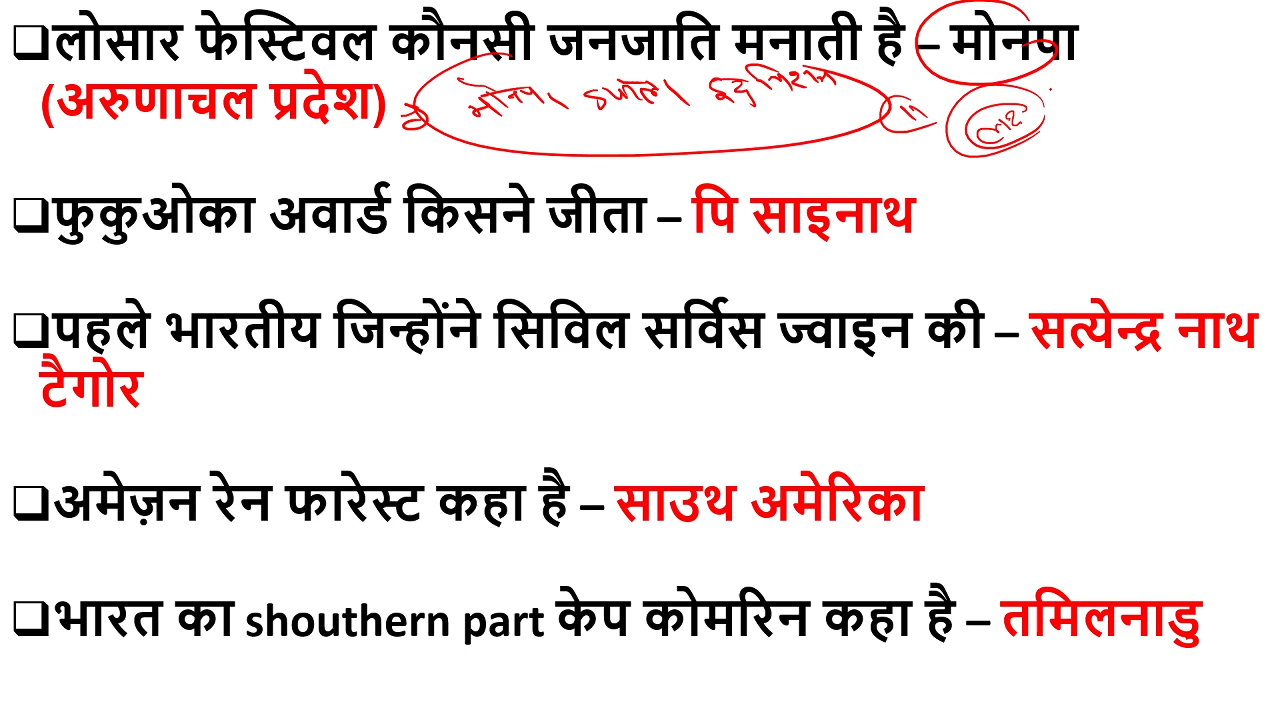 ❑लोसार फेस्टिवल कौनसी जनजाति मनाती है – मोनपा
(अरुणाचल प्रदेश)
❑फुकुओका अवार्ड किसने जीता – पि साइनाथ
❑पहले भारतीय जिन्होंने सिविल सर्विस ज्वाइन की – सत्येन्द्र नाथ
टैगोर
❑अमेज़न रेन फारेस्ट कहा है – साउथ अमेरिका
❑भारत का shouthern part केप कोमरिन कहा है – तमिलनाडु